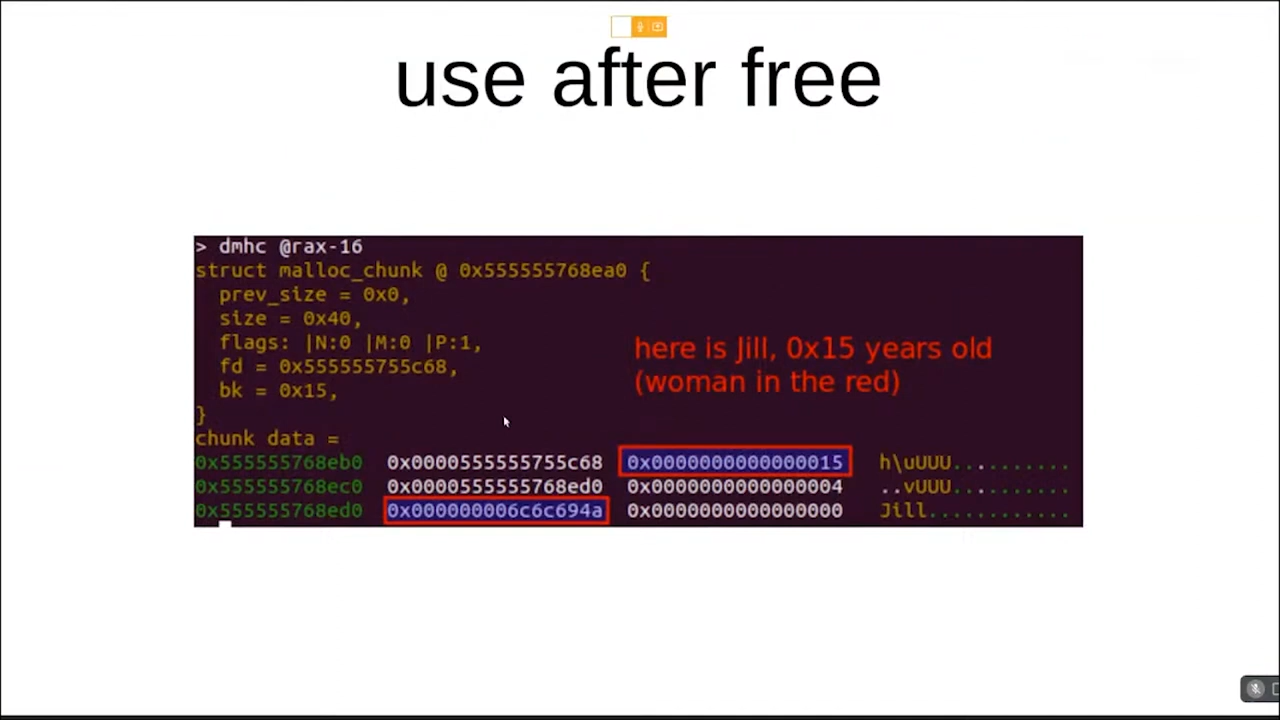 use after free
> dmhc @rax-16
struct malloc_chunk @ 0x555555768ea0 {
prev_size = 0x0,
size = 0x40,
flags: |N:0 |M:0 |P:1,
fd = 0x555555755c68,
bk = 0x15,
}
here is Jill, 0x15 years old
(woman in the red)
chunk data =
0x555555768eb0 0x0000555555755c68 0x0000000000000015 h\uUUU..........
0x555555768ec0 0x0000555555768ed0 0x0000000000000004 ..vUUU..........
0x555555768ed0 0x000000006c6c694a 0x0000000000000000 Jill............